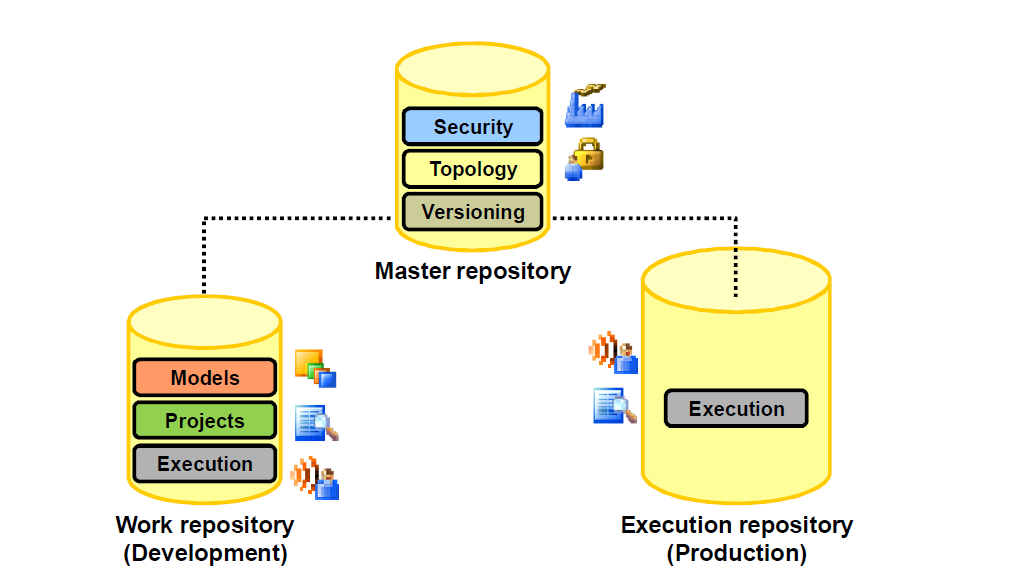 Security
Topology
Versioning
Master repository
Models
Projects
Execution
Work repository
(Development)
Execution
Execution repository
(Production)